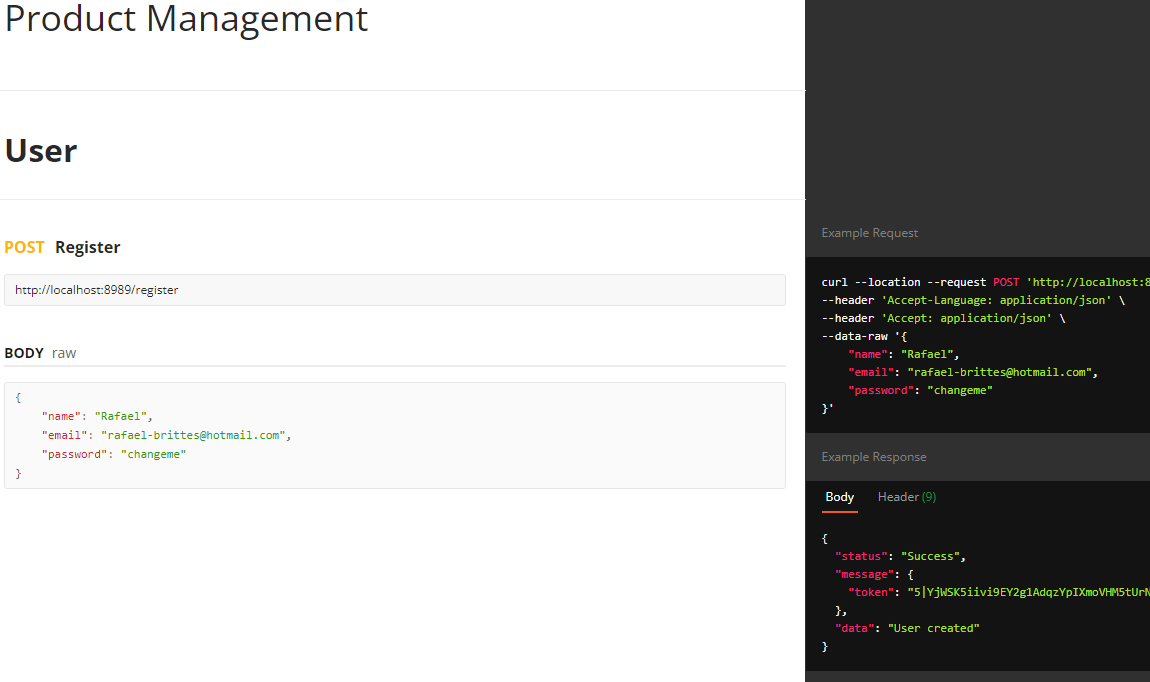 Product Management
User
POST Register
http://localhost:8989/register
BODY raw
{
"name": "Rafael",
"email": "rafael-brittes@hotmail.com",
"password": "changeme"
}
Example Request
curl --location --request POST 'http://localhost:8
--header 'Accept-Language: application/json' \
--header 'Accept: application/json' \
--data-raw '{
"name": "Rafael",
"email": "rafael-brittes@hotmail.com",
"password": "changeme"
}'
Example Response
Body Header (9)
{
"status": "Success",
"message": {
"token": "5|YjWSK5iivi9EY2g1AdqzYpIXmoVHM5tUrN
},
"data": "User created"
}